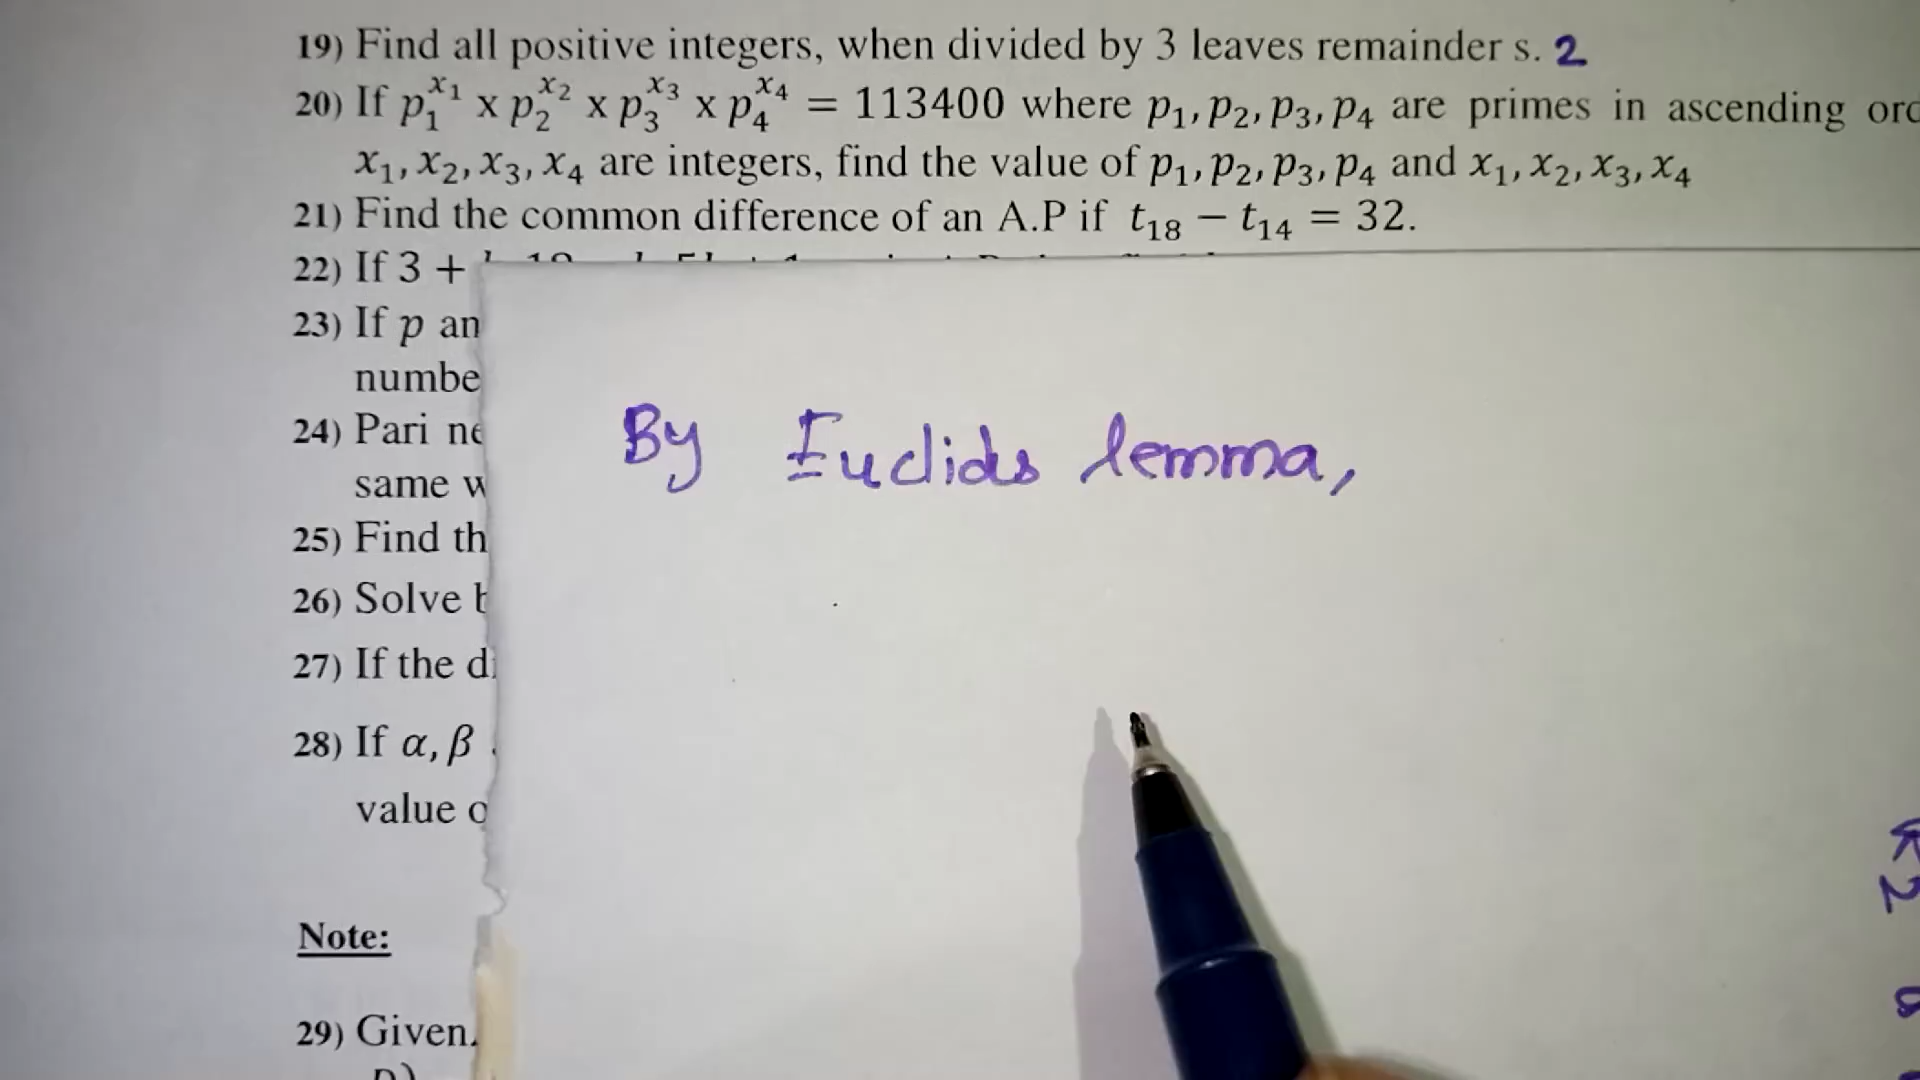 19) Find all positive integers, when divided by 3 leaves remainder s. 2
20) If p₁^x₁ x p₂^x₂ x p₃^x₃ x p₄^x₄ = 113400 where p₁, p₂, p₃, p₄ are primes in ascending
x₁, x₂, x₃, x₄ are integers, find the value of p₁, p₂, p₃, p₄ and x₁, x₂, x₃, x₄
21) Find the common difference of an A.P if t₁₈ − t₁₄ = 32.
22) If 3 +
23) If p an
numbe
24) Pari ne
same w
25) Find th
26) Solve
27) If the
28) If α, β
value
Note:
29) Given.
By Euclids lemma,